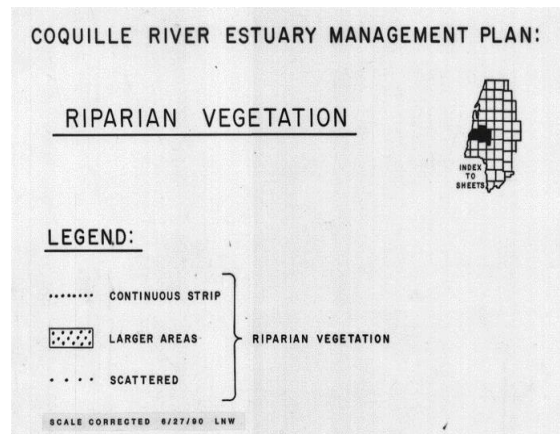 COQUILLE RIVER ESTUARY MANAGEMENT PLAN:
RIPARIAN VEGETATION
INDEX
TO
SHEETS
LEGEND:
CONTINUOUS STRIP
LARGER AREAS
RIPARIAN VEGETATION
SCATTERED
SCALE CORRECTED 6/27/90 LNW